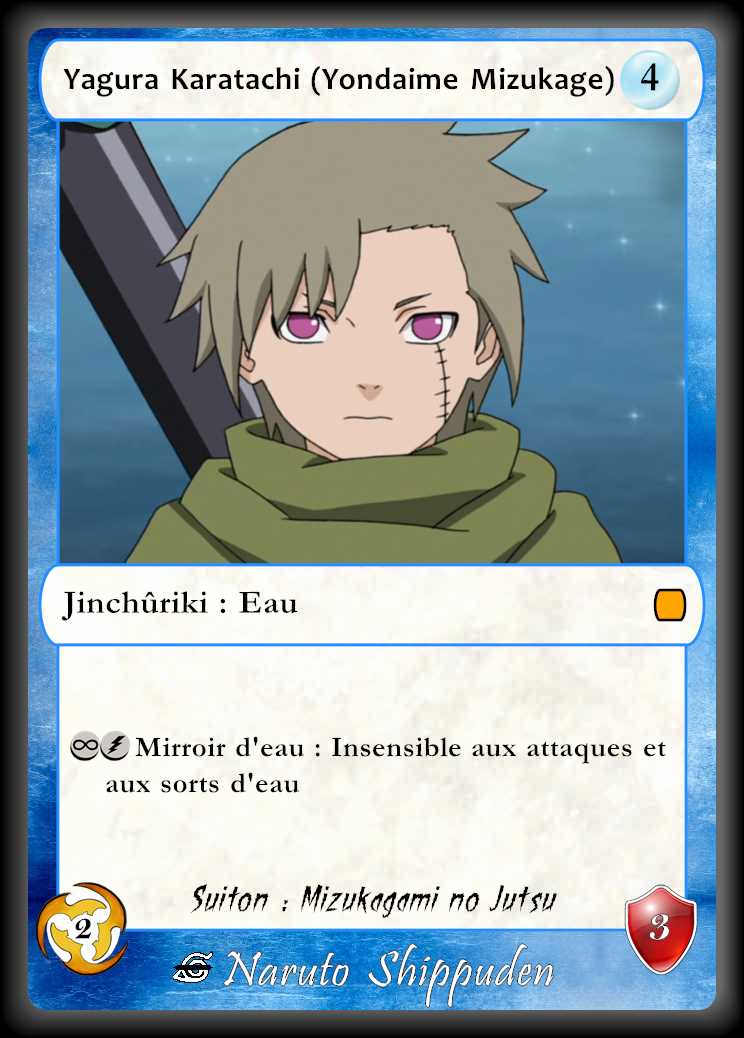 Yagura Karatachi (Yondaime Mizukage) 4
Jinchûriki : Eau
Mirroir d'eau : Insensible aux attaques et
aux sorts d'eau
Suiton : Mizukagami no Jutsu
2
3
Naruto Shippuden